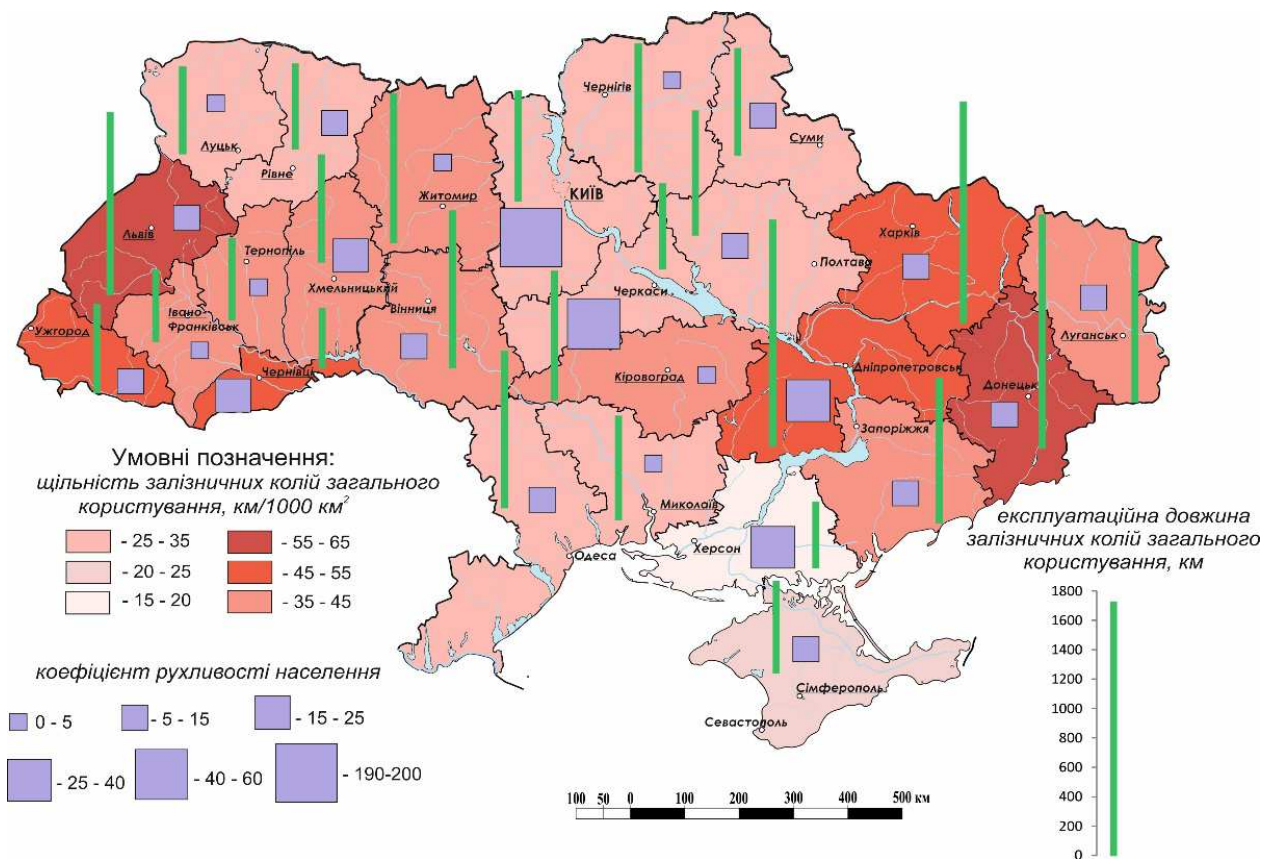 Чернігів
Суми
Луцьк
Рівне
Житомир
КИЇВ
Львів
Тернопіль
Хмельницький
Харків
Полтава
Черкаси
Вінниця
Івано
Франківськ
Ужгород
Чернівці
Кіровоград
Дніпропетровськ
Луганськ
Донецьк
Запоріжжя
Миколаїв
Херсон
Одеса
Сімферополь
Севастополь
Умовні позначення:
щільність залізничних колій загального
користування, км/1000 км²
- 25 - 35
- 55 - 65
- 20 - 25
- 45 - 55
- 15 - 20
- 35 - 45
коефіцієнт рухливості населення
0 - 5
- 5 - 15
- 15 - 25
- 25 - 40
- 40 - 60
- 190-200
експлуатаційна довжина
залізничних колій загального
користування, км
1800
1600
1400
1200
1000
800
600
400
200
0
100 50 0 100 200 300 400 500 км